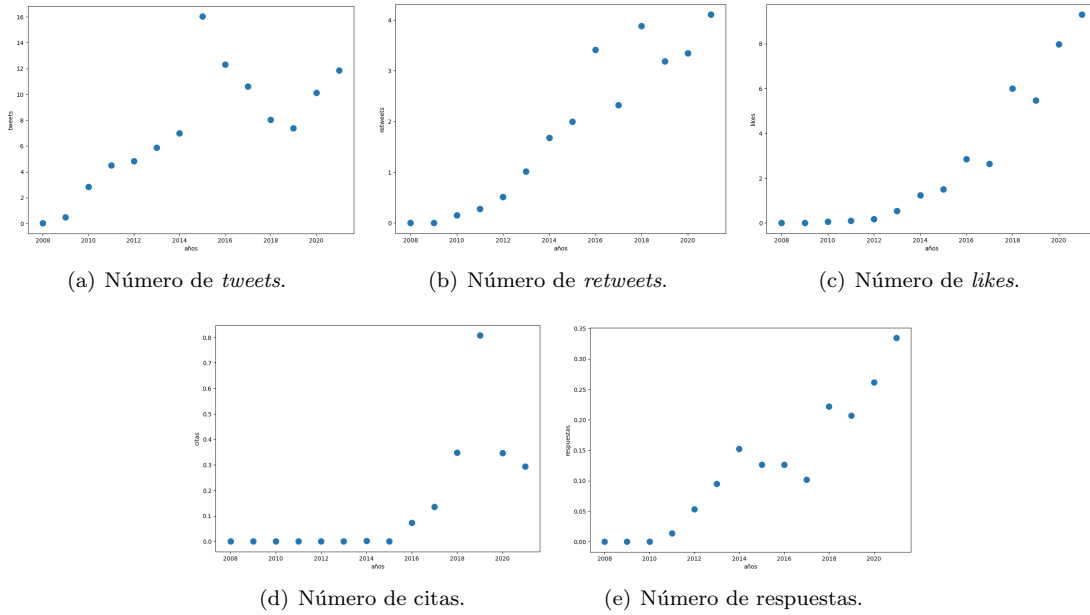 16
14
12
10
8
6
4
2
0
tweets
2008 2010 2012 2014 2016 2018 2020
años
(a) Número de tweets.
4
3
2
1
0
retweets
2008 2010 2012 2014 2016 2018 2020
años
(b) Número de retweets.
8
6
4
2
0
likes
2008 2010 2012 2014 2016 2018 2020
años
(c) Número de likes.
0.8
0.7
0.6
0.5
0.4
0.3
0.2
0.1
0.0
citas
2008 2010 2012 2014 2016 2018 2020
años
(d) Número de citas.
0.35
0.30
0.25
0.20
0.15
0.10
0.05
0.00
respuestas
2008 2010 2012 2014 2016 2018 2020
años
(e) Número de respuestas.